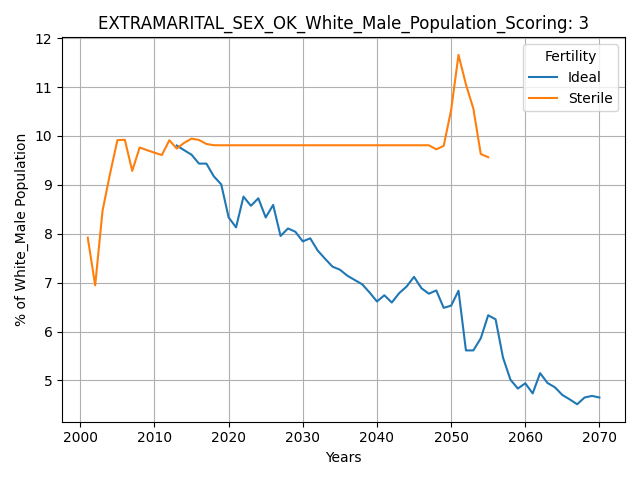 EXTRAMARITAL_SEX_OK_White_Male_Population_Scoring: 3
% of White_Male Population
12
11
10
9
8
7
6
5
Fertility
Ideal
Sterile
2000 2010 2020 2030 2040 2050 2060 2070
Years